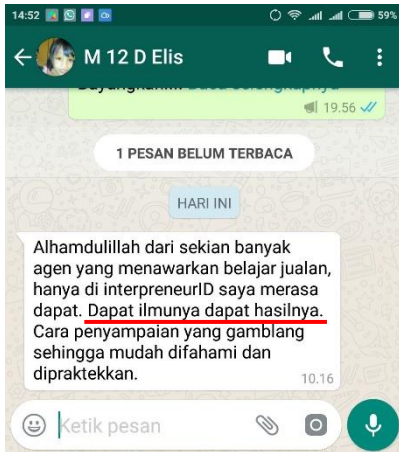 14:52
59%
M 12 D Elis
19.56
1 PESAN BELUM TERBACA
HARI INI
Alhamdulillah dari sekian banyak
agen yang menawarkan belajar jualan,
hanya di interpreneurID saya merasa
dapat. Dapat ilmunya dapat hasilnya.
Cara penyampaian yang gamblang
sehingga mudah difahami dan
dipraktekkan.
10.16
Ketik pesan